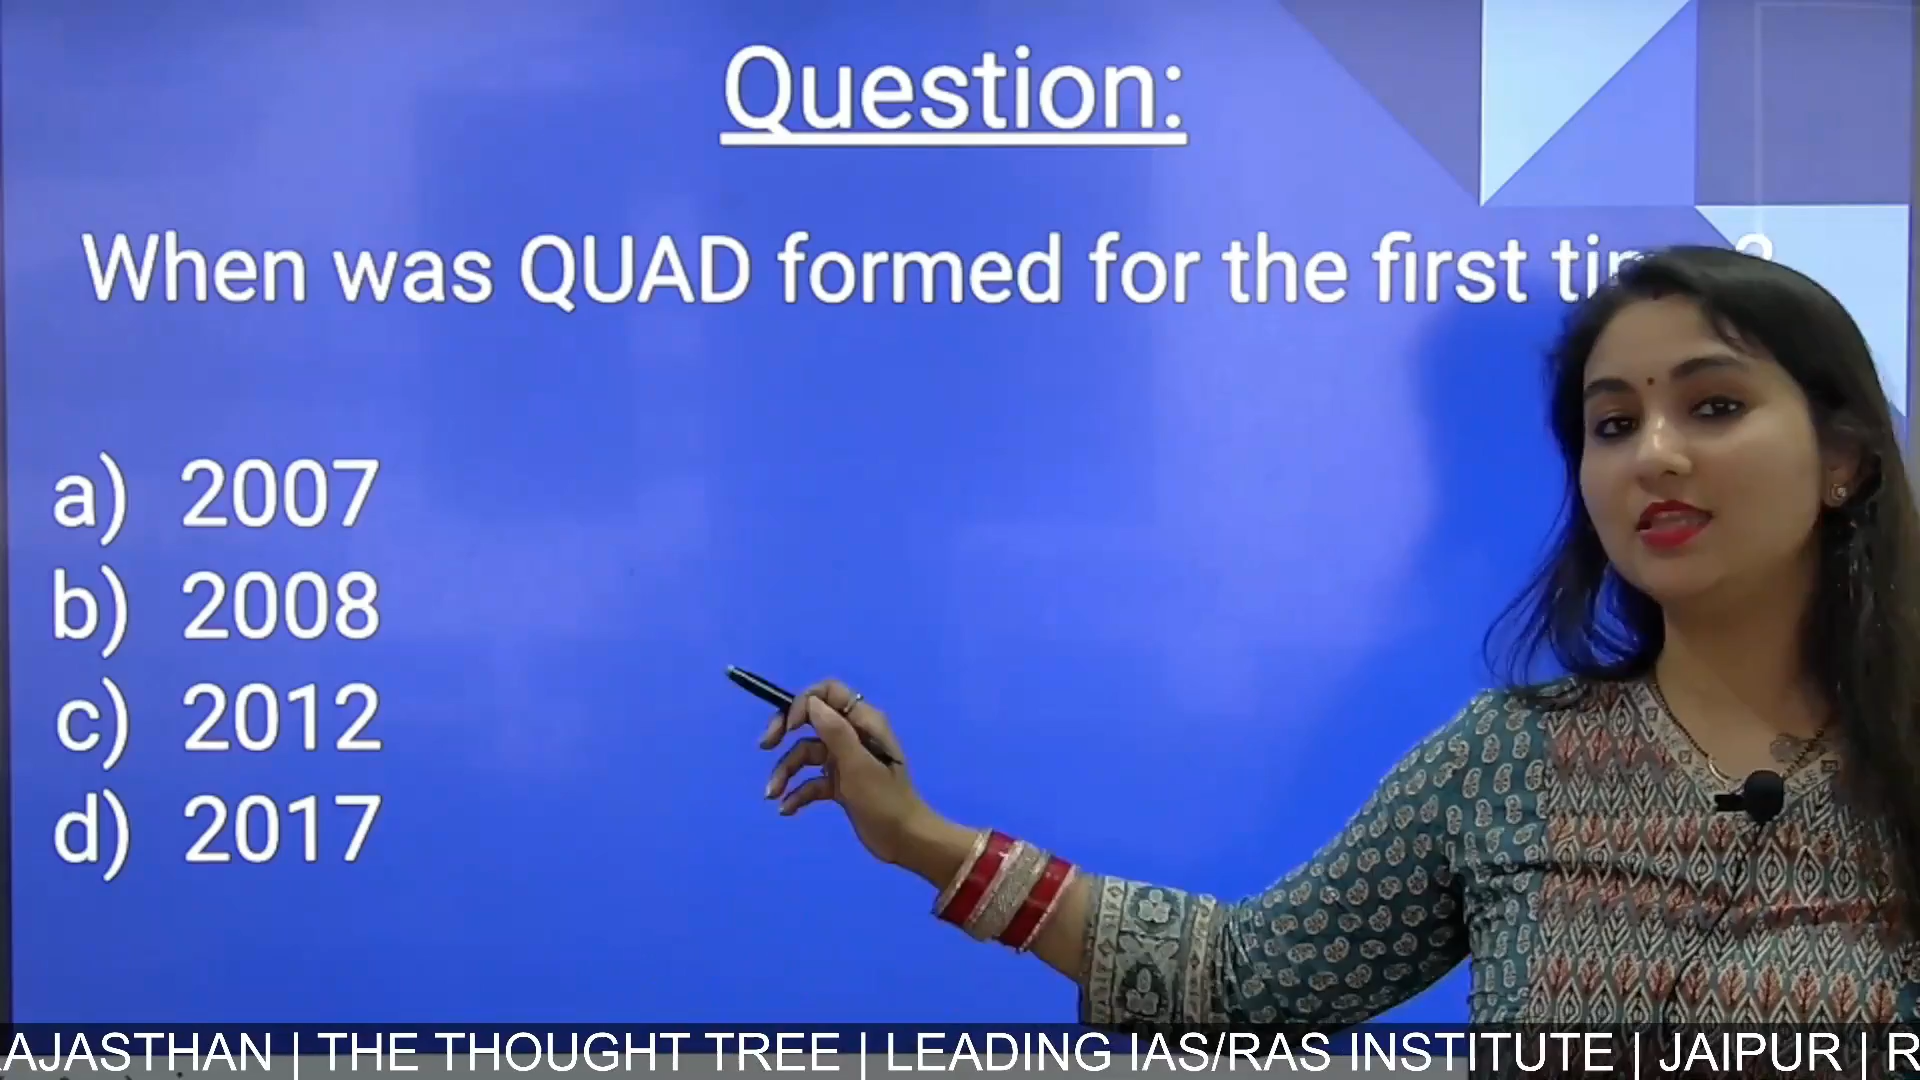 Question:
When was QUAD formed for the first
a) 2007
b) 2008
c) 2012
d) 2017
AJASTHAN | THE THOUGHT TREE | LEADING IAS/RAS INSTITUTE | JAIPUR | R